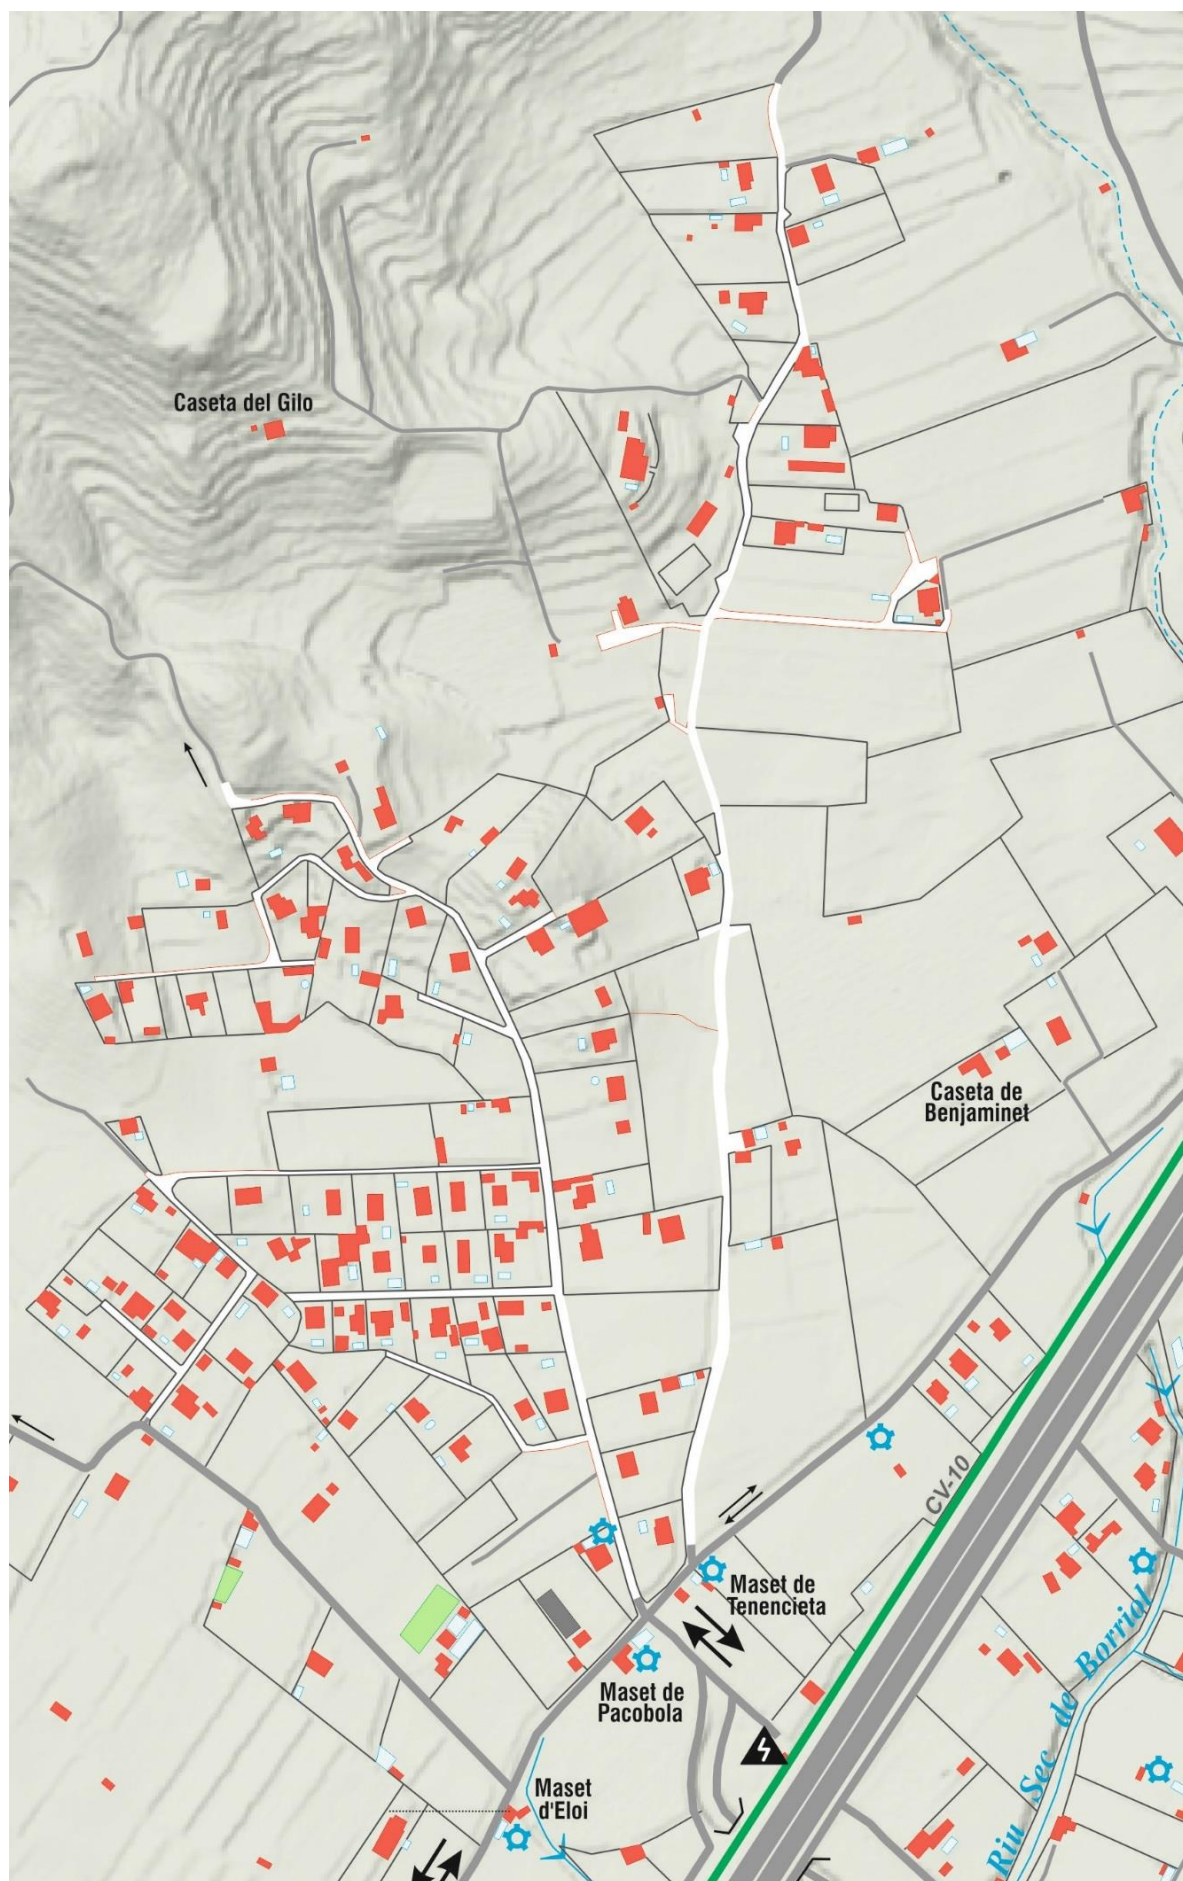 Caseta del Gilo
Caseta de
Benjaminet
CV-10
Maset de
Tenencieta
Maset de
Pacobola
Maset
d'Eloi
Riu Sec de Borriol